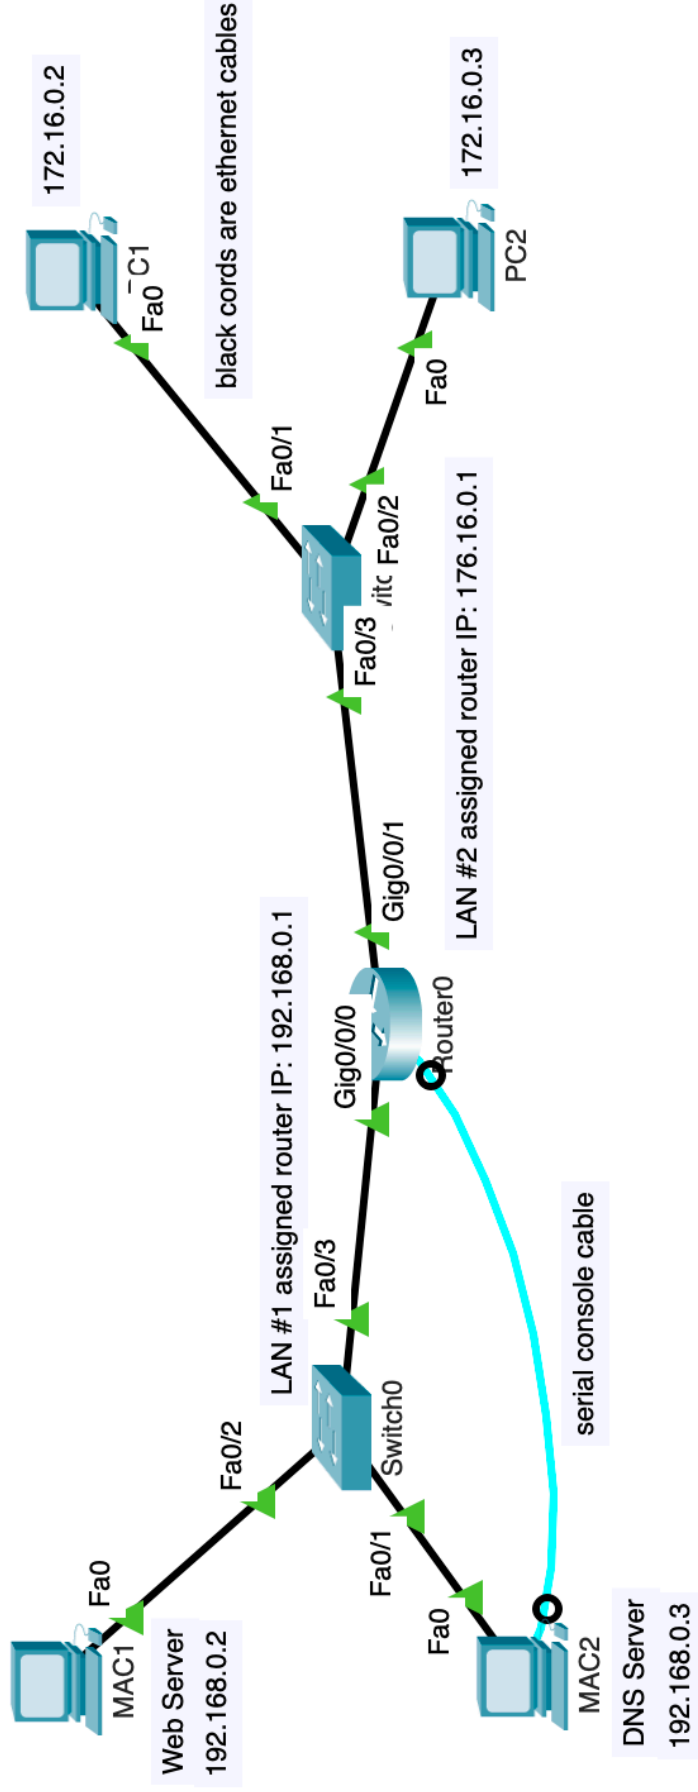 MAC1
Fa0
Web Server
192.168.0.2
Fa0/2
MAC2
Fa0
DNS Server
192.168.0.3
Fa0/1
Switch0
Fa0/3
LAN #1 assigned router IP: 192.168.0.1
serial console cable
Gig0/0/0
Router0
Gig0/0/1
LAN #2 assigned router IP: 176.16.0.1
Fa0/3
itc
Fa0/1
Fa0/2
black cords are ethernet cables
172.16.0.2
C1
Fa0
172.16.0.3
PC2
Fa0